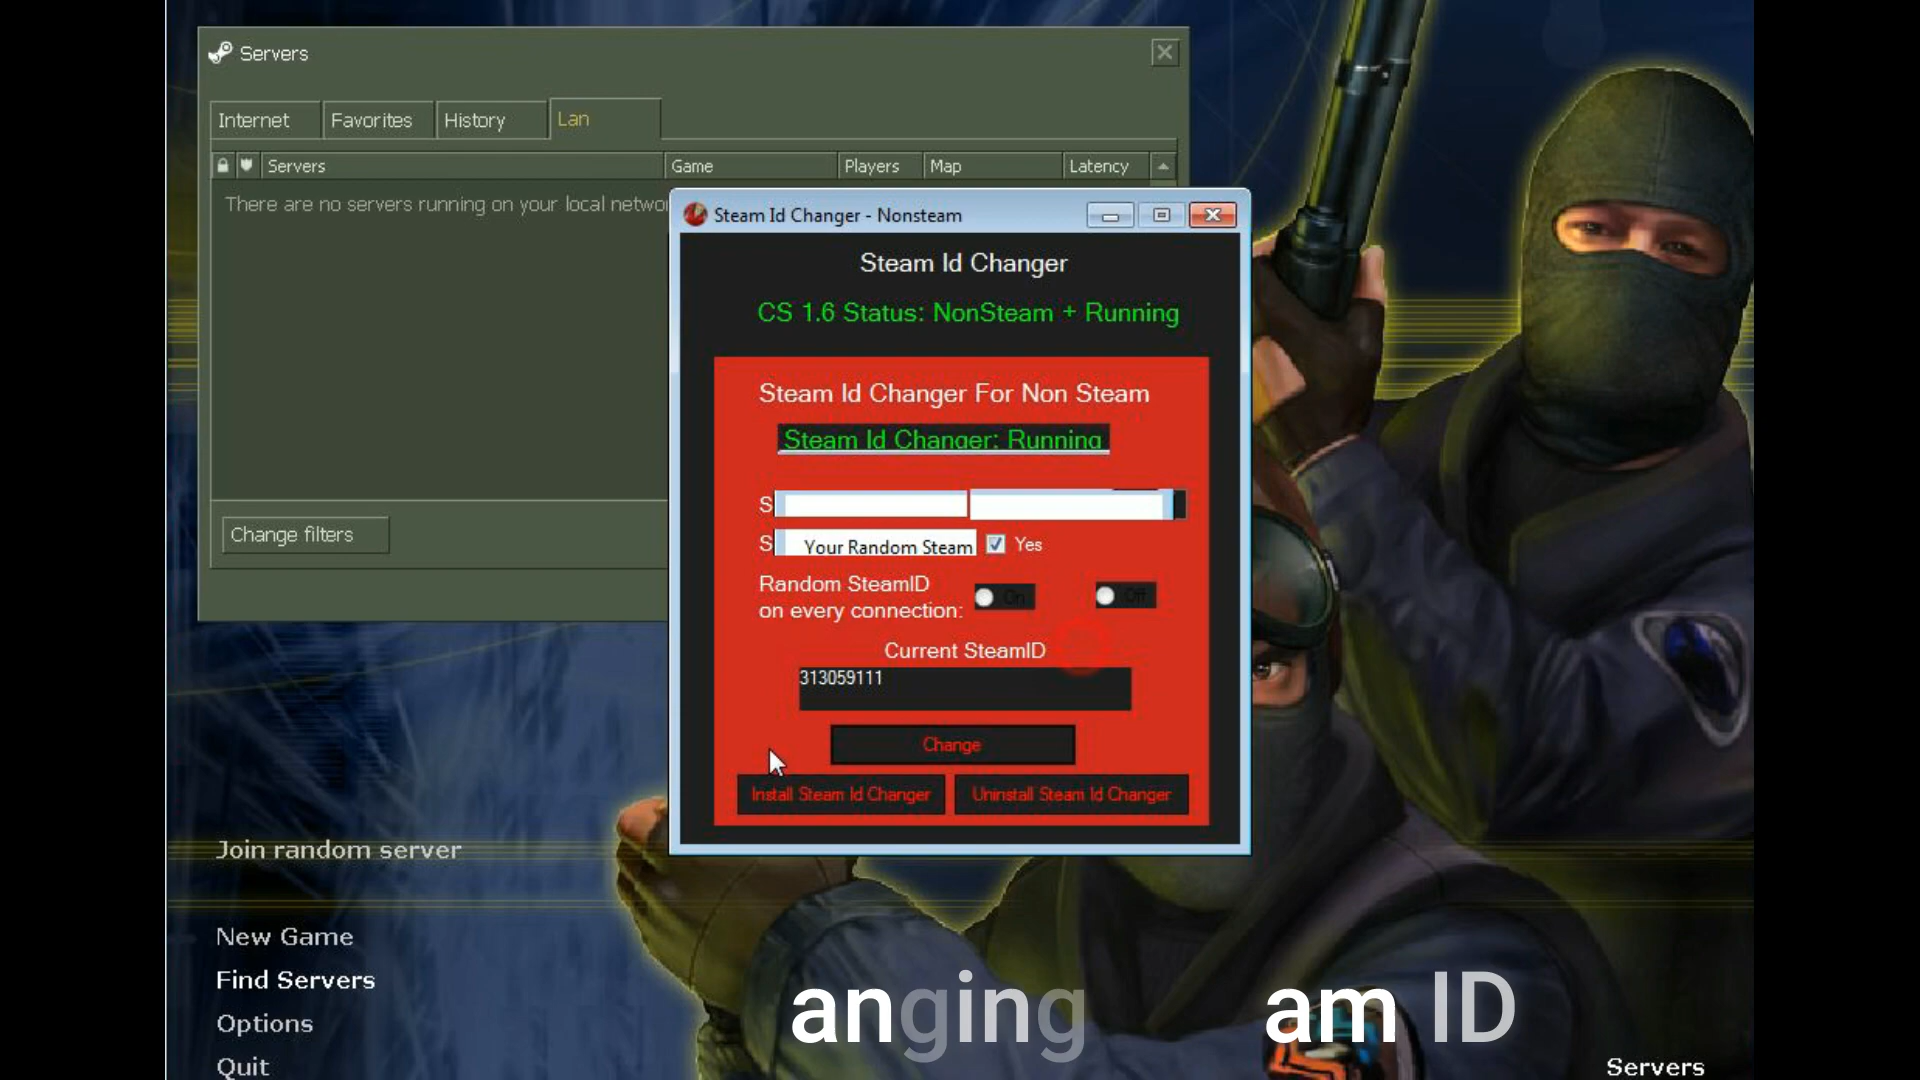 Servers
Internet
Favorites
History
Lan
Servers
Game
Players
Map
Latency
There are no servers running on your local networ
Change filters
Steam Id Changer - Nonsteam
Steam Id Changer
CS 1.6 Status: NonSteam + Running
Steam Id Changer For Non Steam
Steam Id Changer: Running
S
S
Your Random Steam
Yes
Random SteamID
on every connection:
On
Off
Current SteamID
313059111
Change
Install Steam Id Changer
Uninstall Steam Id Changer
Join random server
New Game
Find Servers
Options
Quit
anging am ID
Servers